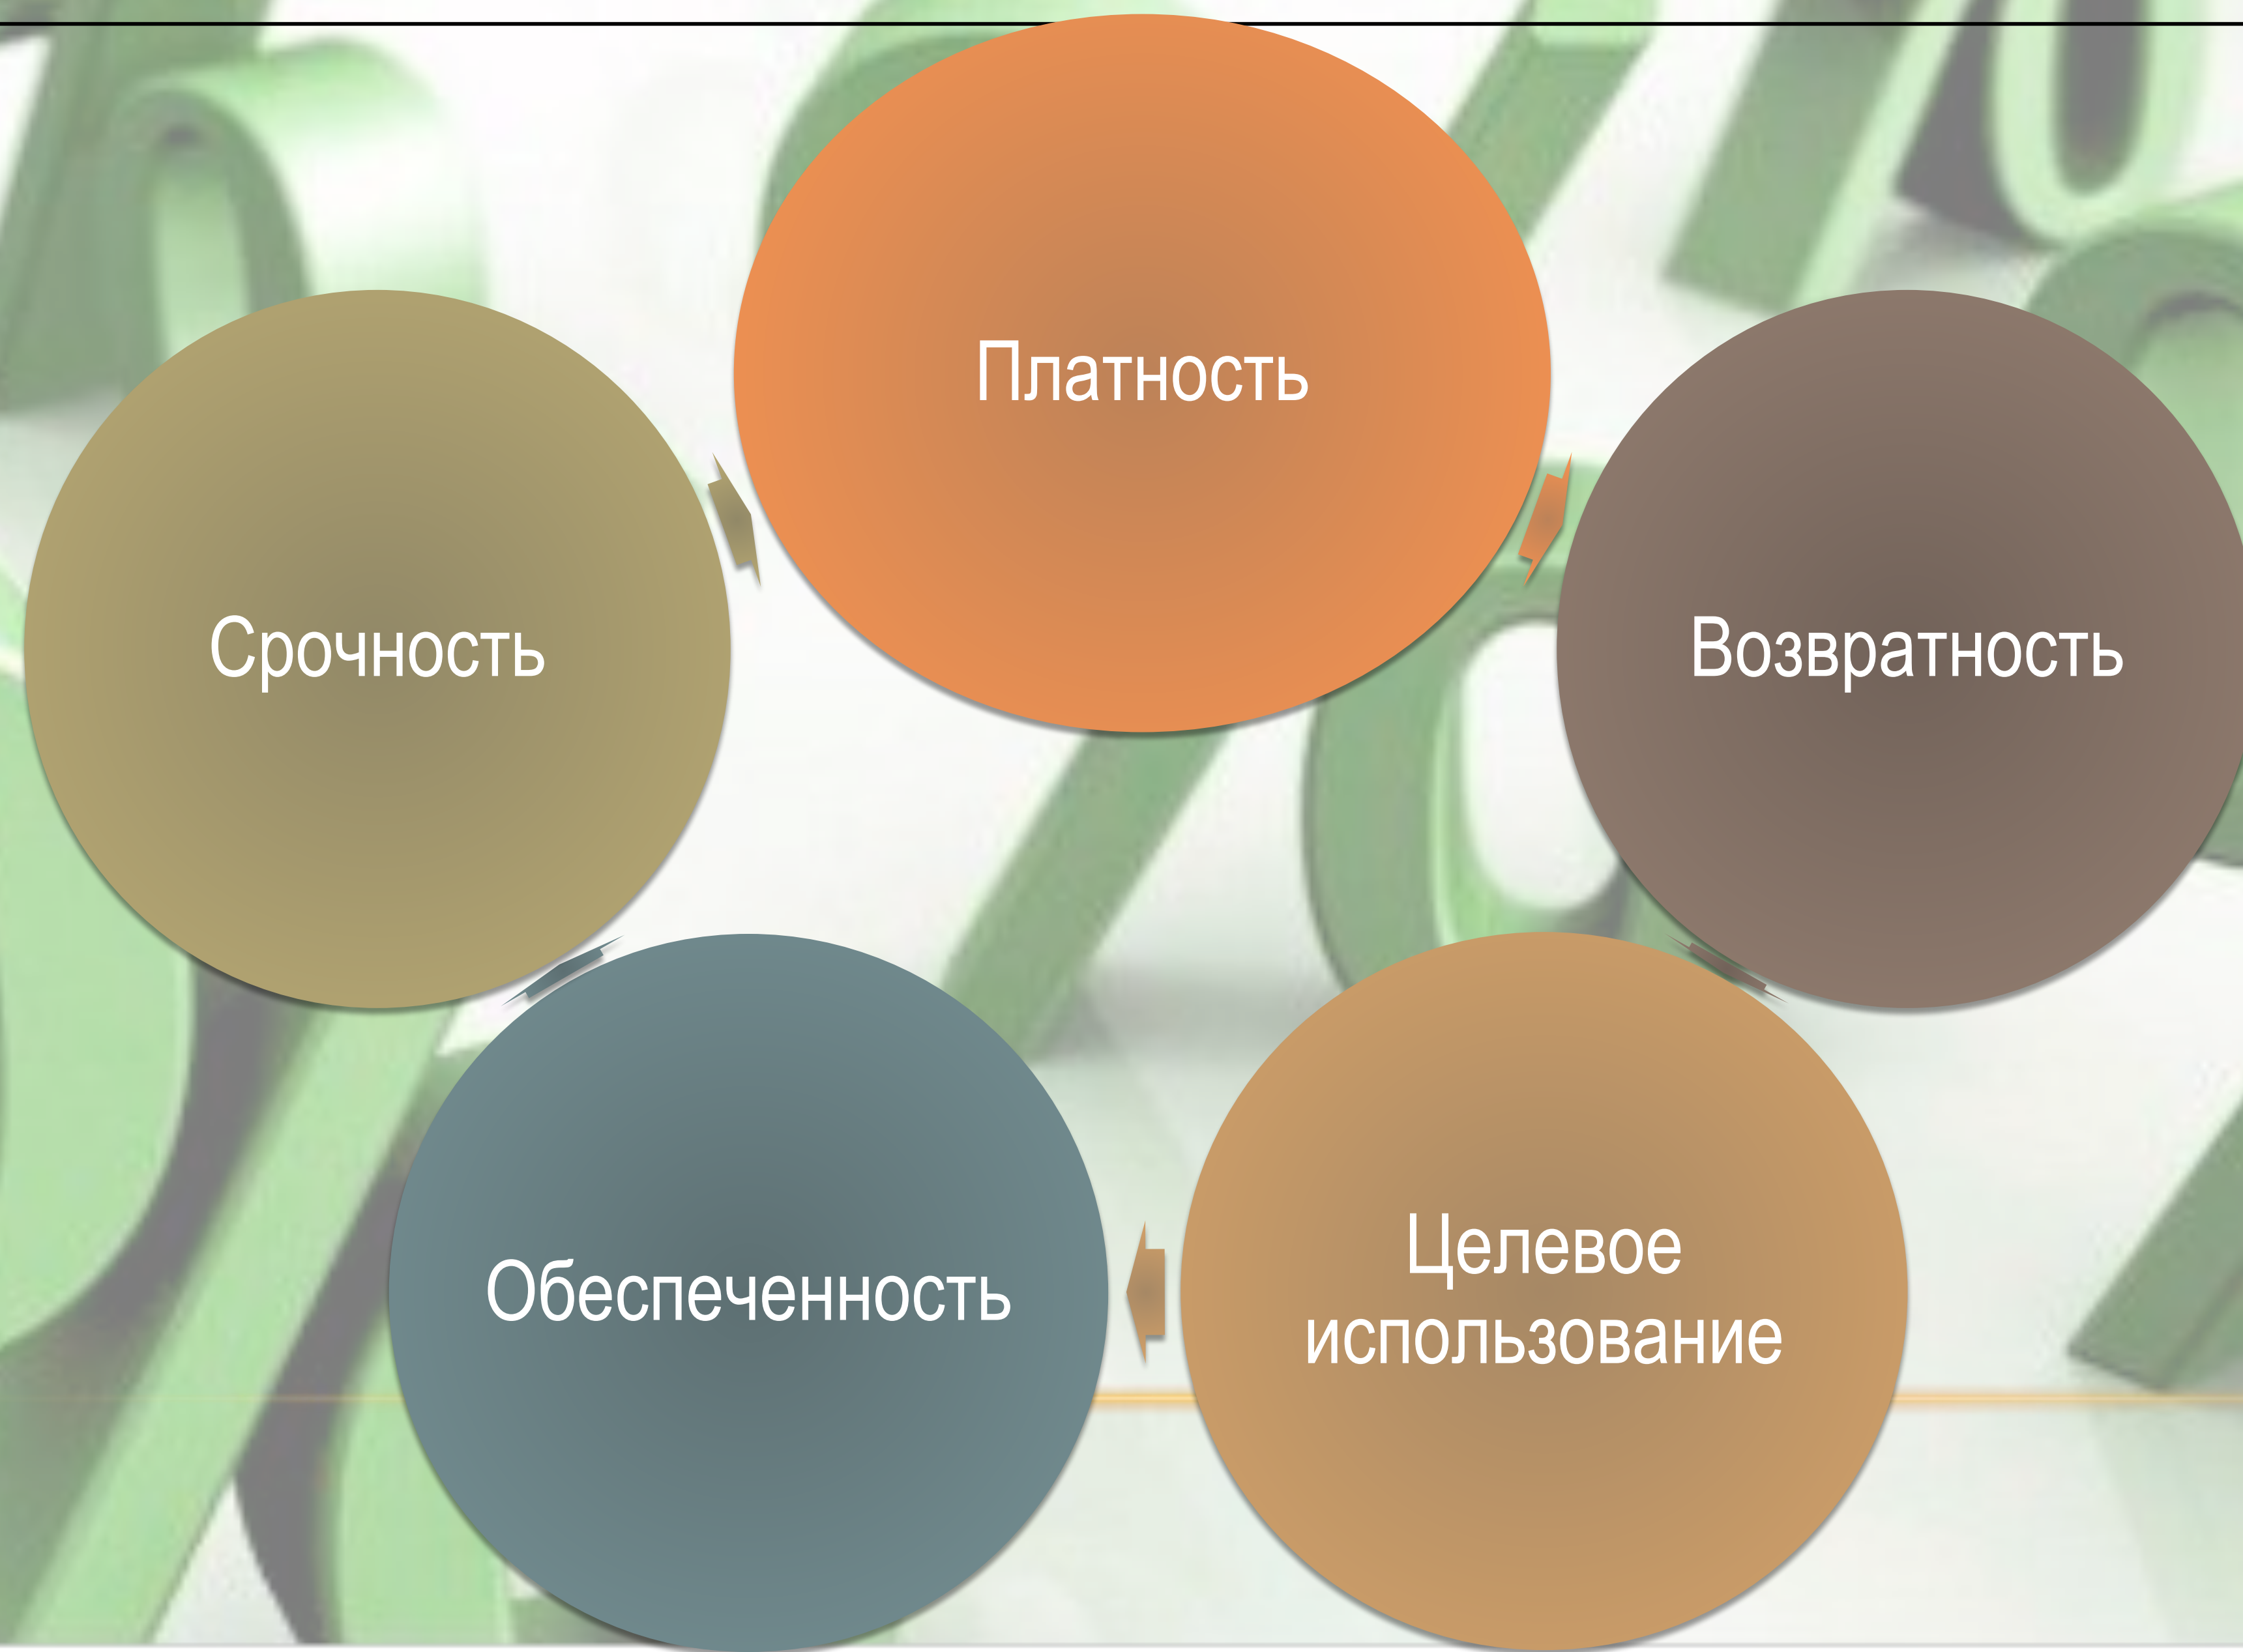 Платность
Срочность
Возвратность
Обеспеченность
Целевое
использование